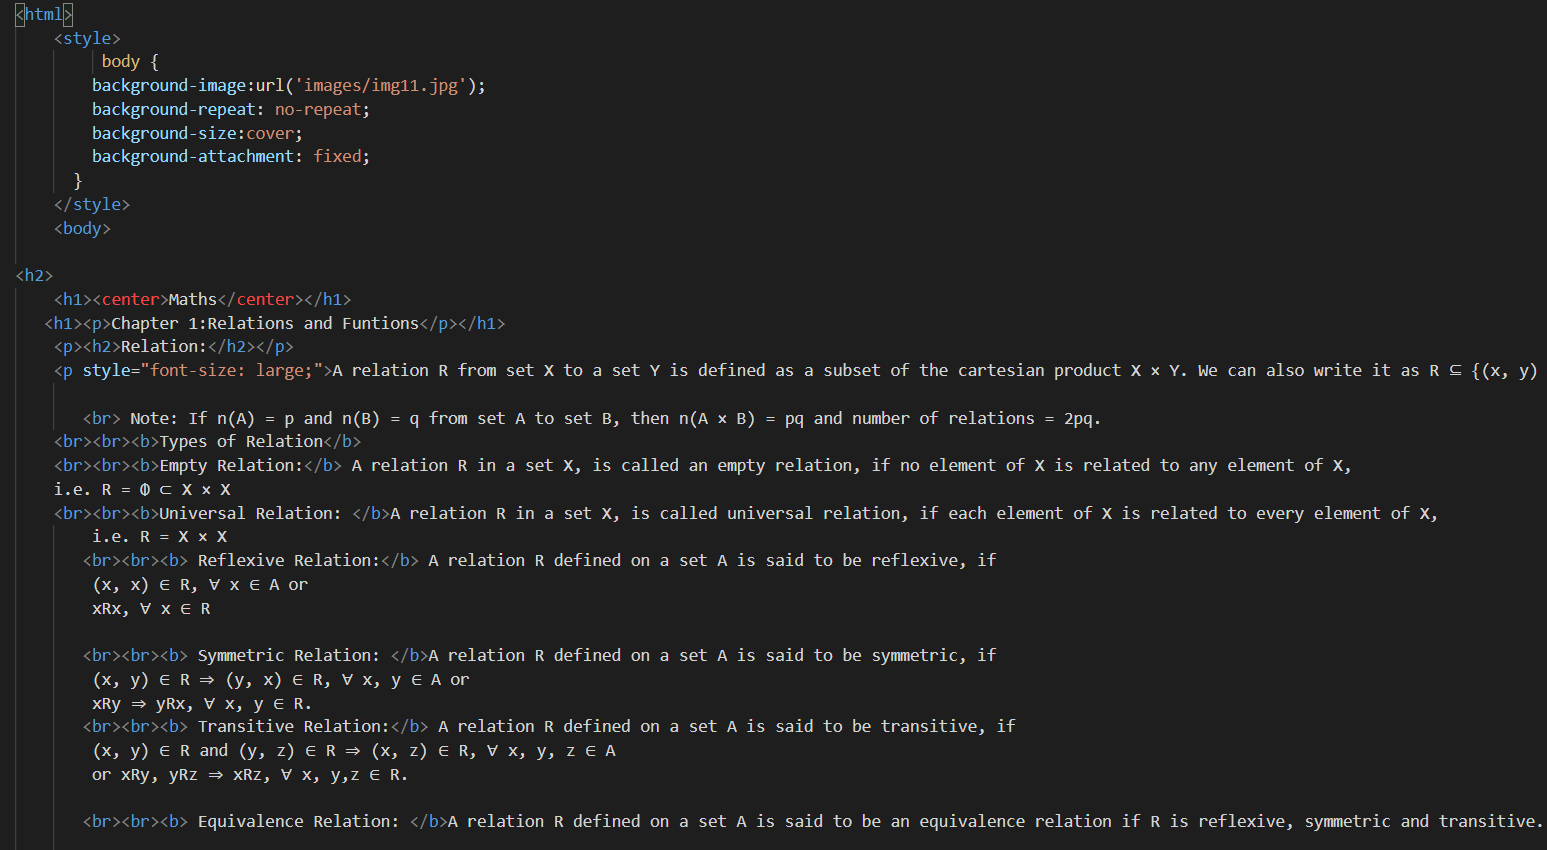 <html>
<style>
body {
background-image:url('images/img11.jpg');
background-repeat: no-repeat;
background-size:cover;
background-attachment: fixed;
}
</style>
<body>
<h2>
<h1><center>Maths</center></h1>
<h1><p>Chapter 1:Relations and Funtions</p></h1>
<p><h2>Relation:</h2></p>
<p style="font-size: large;">A relation R from set X to a set Y is defined as a subset of the cartesian product X × Y. We can also write it as R ⊆ {(x, y)
<br> Note: If n(A) = p and n(B) = q from set A to set B, then n(A × B) = pq and number of relations = 2pq.
<br><br><b>Types of Relation</b>
<br><br><b>Empty Relation:</b> A relation R in a set X, is called an empty relation, if no element of X is related to any element of X,
i.e. R = Φ ⊂ X × X
<br><br><b>Universal Relation: </b>A relation R in a set X, is called universal relation, if each element of X is related to every element of X,
i.e. R = X × X
<br><br><b> Reflexive Relation:</b> A relation R defined on a set A is said to be reflexive, if
(x, x) ∈ R, ∀ x ∈ A or
xRx, ∀ x ∈ R
<br><br><b> Symmetric Relation: </b>A relation R defined on a set A is said to be symmetric, if
(x, y) ∈ R ⇒ (y, x) ∈ R, ∀ x, y ∈ A or
xRy ⇒ yRx, ∀ x, y ∈ R.
<br><br><b> Transitive Relation:</b> A relation R defined on a set A is said to be transitive, if
(x, y) ∈ R and (y, z) ∈ R ⇒ (x, z) ∈ R, ∀ x, y, z ∈ A
or xRy, yRz ⇒ xRz, ∀ x, y,z ∈ R.
<br><br><b> Equivalence Relation: </b>A relation R defined on a set A is said to be an equivalence relation if R is reflexive, symmetric and transitive.